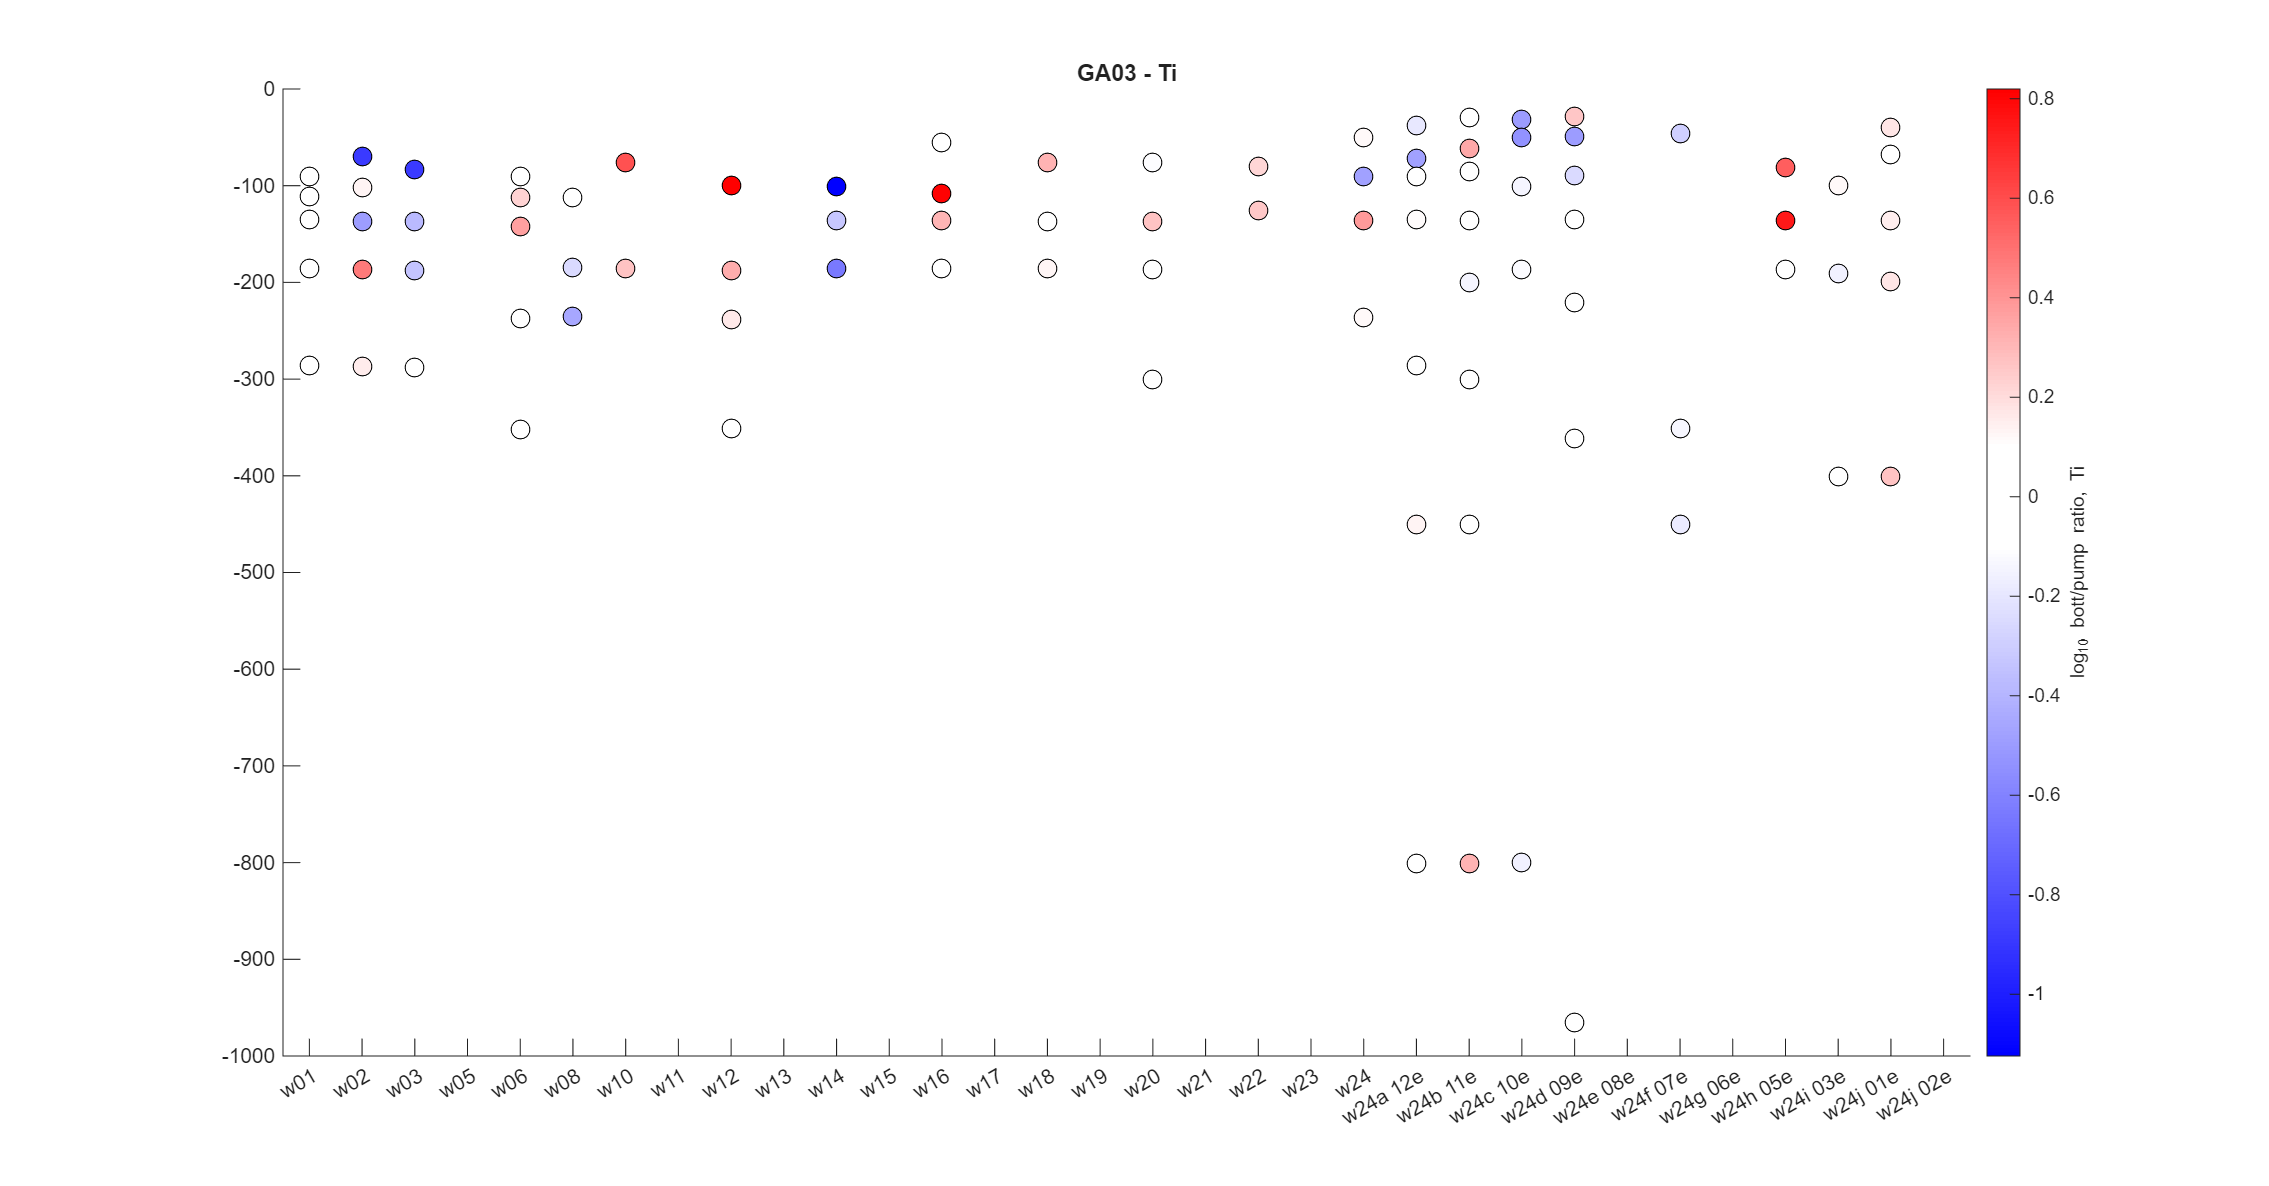 GA03 - Ti
0
-100
-200
-300
-400
-500
-600
-700
-800
-900
-1000
w01
w02
w03
w05
w06
w08
w10
w11
w12
w13
w14
w15
w16
w17
w18
w19
w20
w21
w22
w23
w24
w24a 12e
w24b 11e
w24c 10e
w24d 09e
w24e 08e
w24f 07e
w24g 06e
w24h 05e
w24i 03e
w24j 01e
w24j 02e
0.8
0.6
0.4
0.2
0
-0.2
-0.4
-0.6
-0.8
-1
log₁₀ bott/pump ratio, Ti